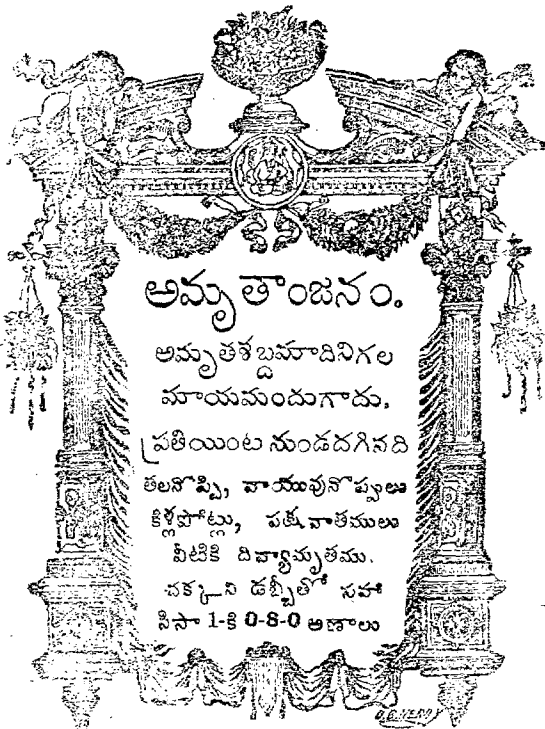 అమృతాంజనం.
అమృతశబ్దమాదినిగల
మాయమందుగాదు.
ప్రతియింట నుండదగినది
తలనొప్పి, వాయువునొప్పులు
కీళ్లపోట్లు, పక్షవాతములు
వీటికి దివ్యామృతము.
చక్కని డబ్బీతో సహా
సీసా 1-కి 0-8-0 అణాలు